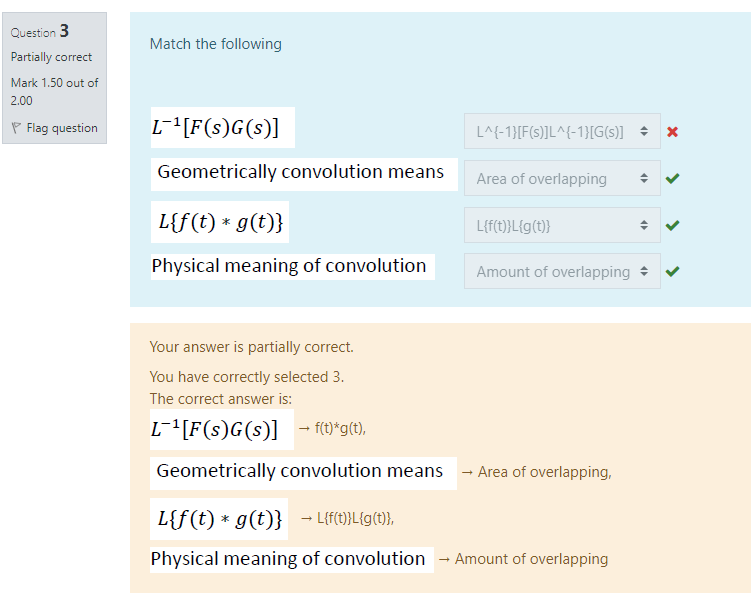 Question 3
Partially correct
Mark 1.50 out of
2.00
Flag question
Match the following
L⁻¹[F(s)G(s)]
L^{-1}[F(s)]L^{-1}[G(s)]
Geometrically convolution means
Area of overlapping
L{f(t) * g(t)}
L{f(t)}L{g(t)}
Physical meaning of convolution
Amount of overlapping
Your answer is partially correct.
You have correctly selected 3.
The correct answer is:
L⁻¹[F(s)G(s)] → f(t)*g(t),
Geometrically convolution means → Area of overlapping,
L{f(t) * g(t)} → L{f(t)}L{g(t)},
Physical meaning of convolution → Amount of overlapping